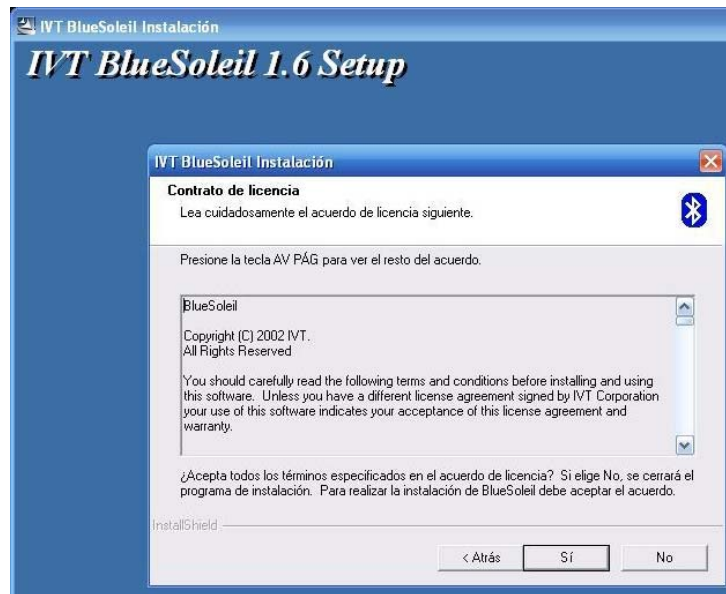 IVT BlueSoleil Instalación
IVT BlueSoleil 1.6 Setup
IVT BlueSoleil Instalación
Contrato de licencia
Lea cuidadosamente el acuerdo de licencia siguiente.
Presione la tecla AV PÁG para ver el resto del acuerdo.
BlueSoleil
Copyright (C) 2002 IVT.
All Rights Reserved
You should carefully read the following terms and conditions before installing and using
this software. Unless you have a different license agreement signed by IVT Corporation
your use of this software indicates your acceptance of this license agreement and
warranty.
¿Acepta todos los términos especificados en el acuerdo de licencia? Si elige No, se cerrará el
programa de instalación. Para realizar la instalación de BlueSoleil debe aceptar el acuerdo.
InstallShield
< Atrás Sí No